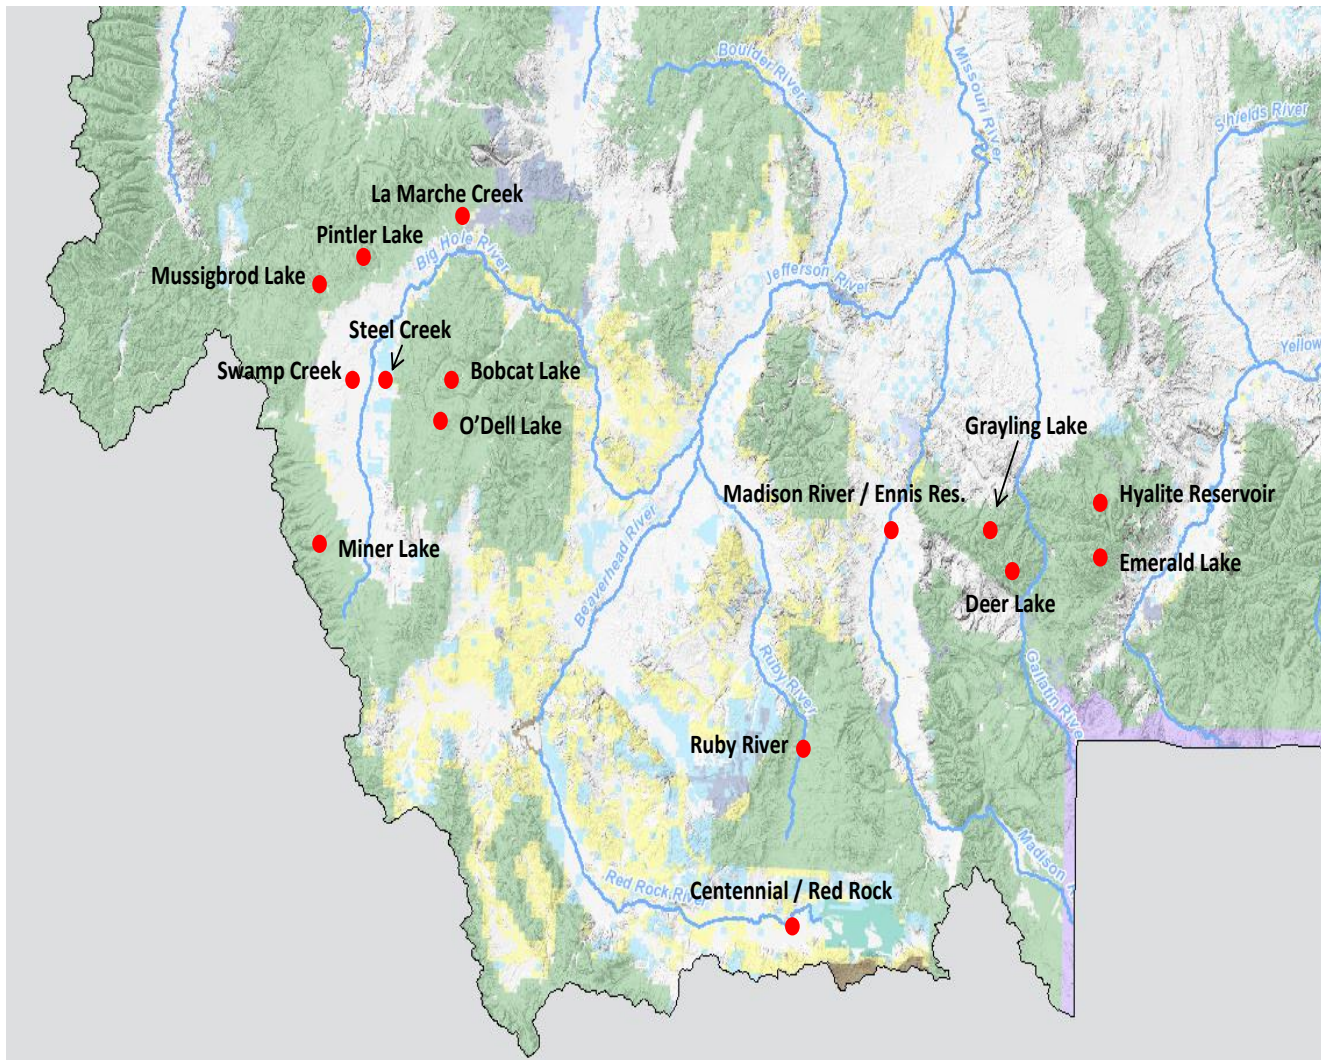 Boulder River
Missouri River
Shields River
La Marche Creek
Pintler Lake
Big Hole River
Mussigbrod Lake
Jefferson River
Steel Creek
Yellow
Swamp Creek
Bobcat Lake
O'Dell Lake
Grayling Lake
Madison River / Ennis Res.
Hyalite Reservoir
Miner Lake
Emerald Lake
Beaverhead River
Deer Lake
Ruby River
Gallatin River
Ruby River
Madison
Red Rock River
Centennial / Red Rock